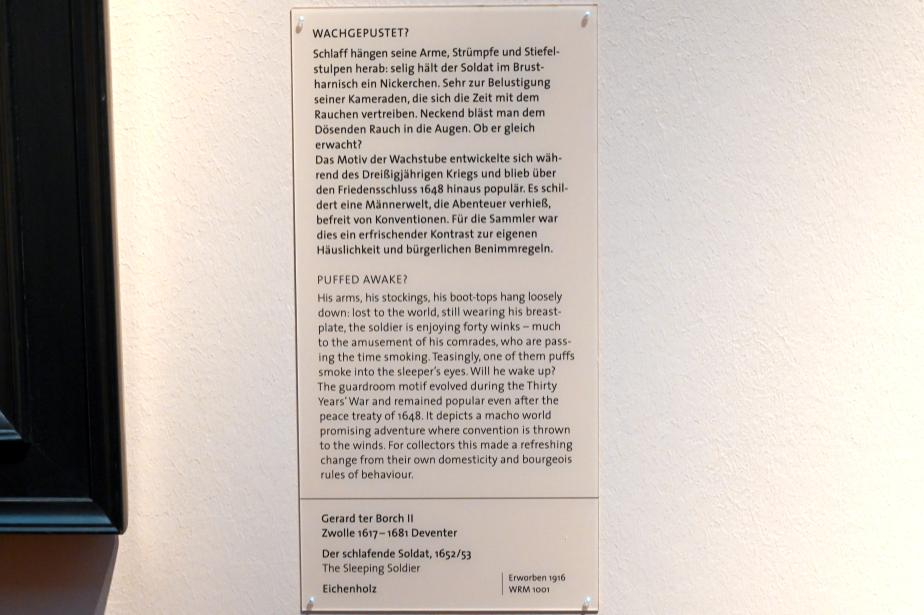 WACHGEPUSTET?
Schlaff hängen seine Arme, Strümpfe und Stiefel-
stulpen herab: selig hält der Soldat im Brust-
harnisch ein Nickerchen. Sehr zur Belustigung
seiner Kameraden, die sich die Zeit mit dem
Rauchen vertreiben. Neckend bläst man dem
Dösenden Rauch in die Augen. Ob er gleich
erwacht?
Das Motiv der Wachstube entwickelte sich wäh-
rend des Dreißigjährigen Kriegs und blieb über
den Friedensschluss 1648 hinaus populär. Es schil-
dert eine Männerwelt, die Abenteuer verhieß,
befreit von Konventionen. Für die Sammler war
dies ein erfrischender Kontrast zur eigenen
Häuslichkeit und bürgerlichen Benimmregeln.
PUFFED AWAKE?
His arms, his stockings, his boot-tops hang loosely
down: lost to the world, still wearing his breast-
plate, the soldier is enjoying forty winks – much
to the amusement of his comrades, who are pass-
ing the time smoking. Teasingly, one of them puffs
smoke into the sleeper's eyes. Will he wake up?
The guardroom motif evolved during the Thirty
Years' War and remained popular even after the
peace treaty of 1648. It depicts a macho world
promising adventure where convention is thrown
to the winds. For collectors this made a refreshing
change from their own domesticity and bourgeois
rules of behaviour.
Gerard ter Borch II
Zwolle 1617–1681 Deventer
Der schlafende Soldat, 1652/53
The Sleeping Soldier
Eichenholz
Erworben 1916
WRM 1001